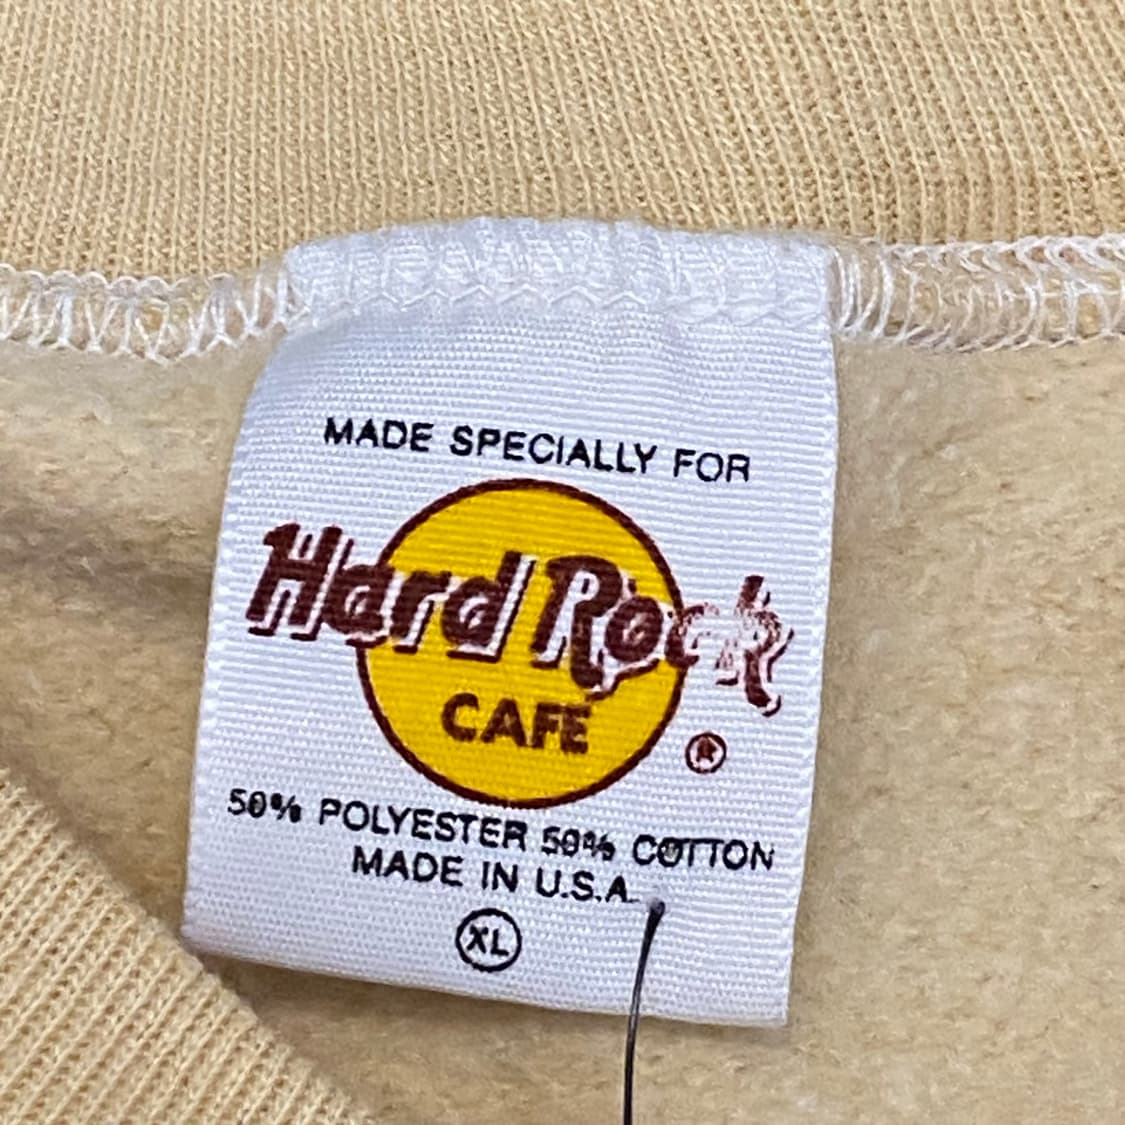 MADE SPECIALLY FOR
Hard Rock
CAFE
®
50% POLYESTER 50% COTTON
MADE IN U.S.A.
XL